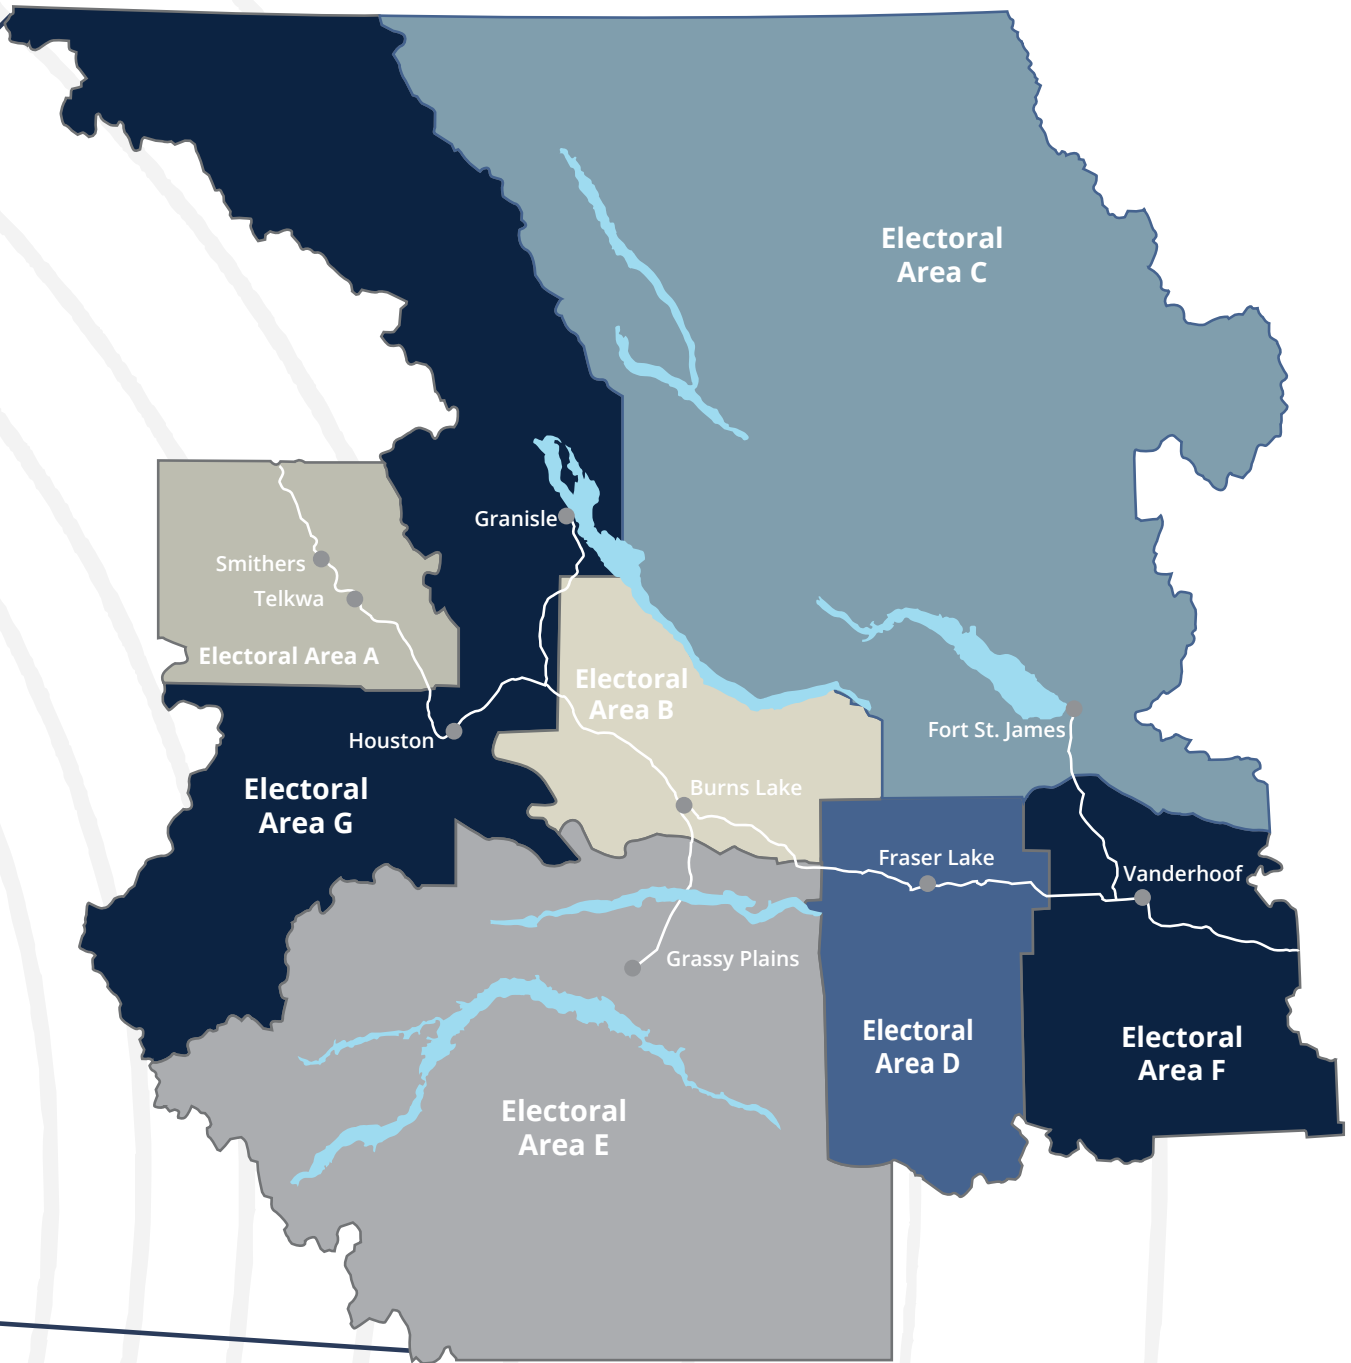 Electoral
Area C
Granisle
Smithers
Telkwa
Electoral Area A
Electoral
Area B
Houston
Fort St. James
Electoral
Area G
Burns Lake
Fraser Lake
Vanderhoof
Grassy Plains
Electoral
Area D
Electoral
Area F
Electoral
Area E